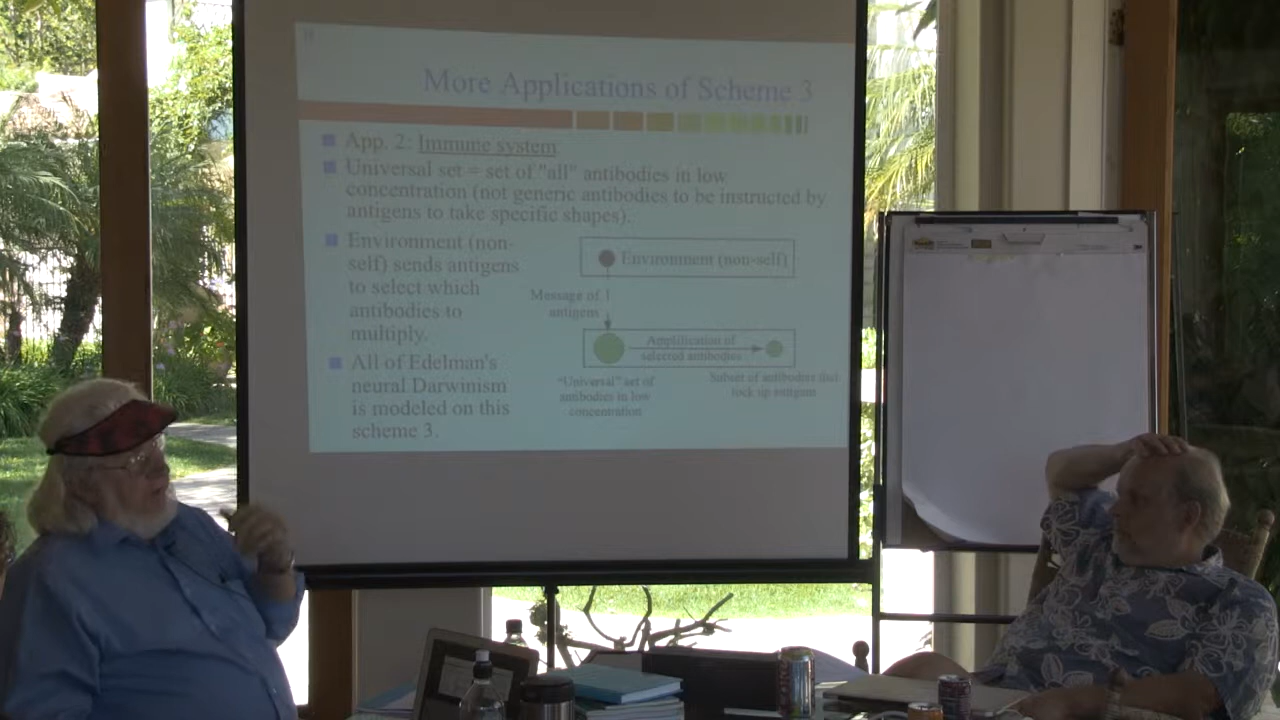 More Applications of Scheme 3
App. 2: Immune system
Universal set = set of "all" antibodies in low
concentration (not generic antibodies to be instructed by
antigens to take specific shapes).
Environment (non-
self) sends antigens
to select which
antibodies to
multiply.
All of Edelman's
neural Darwinism
is modeled on this
scheme 3.
Environment (non-self)
Message of
antigens
Amplification of
selected antibodies
"Universal" set of
antibodies in low
concentration
Subset of antibodies that
lock up antigens